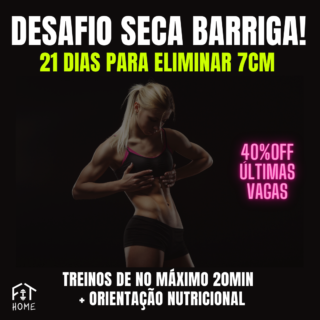 DESAFIO SECA BARRIGA!
21 DIAS PARA ELIMINAR 7CM
40%OFF
ÚLTIMAS
VAGAS
TREINOS DE NO MÁXIMO 20MIN
+ ORIENTAÇÃO NUTRICIONAL
FIT
HOME